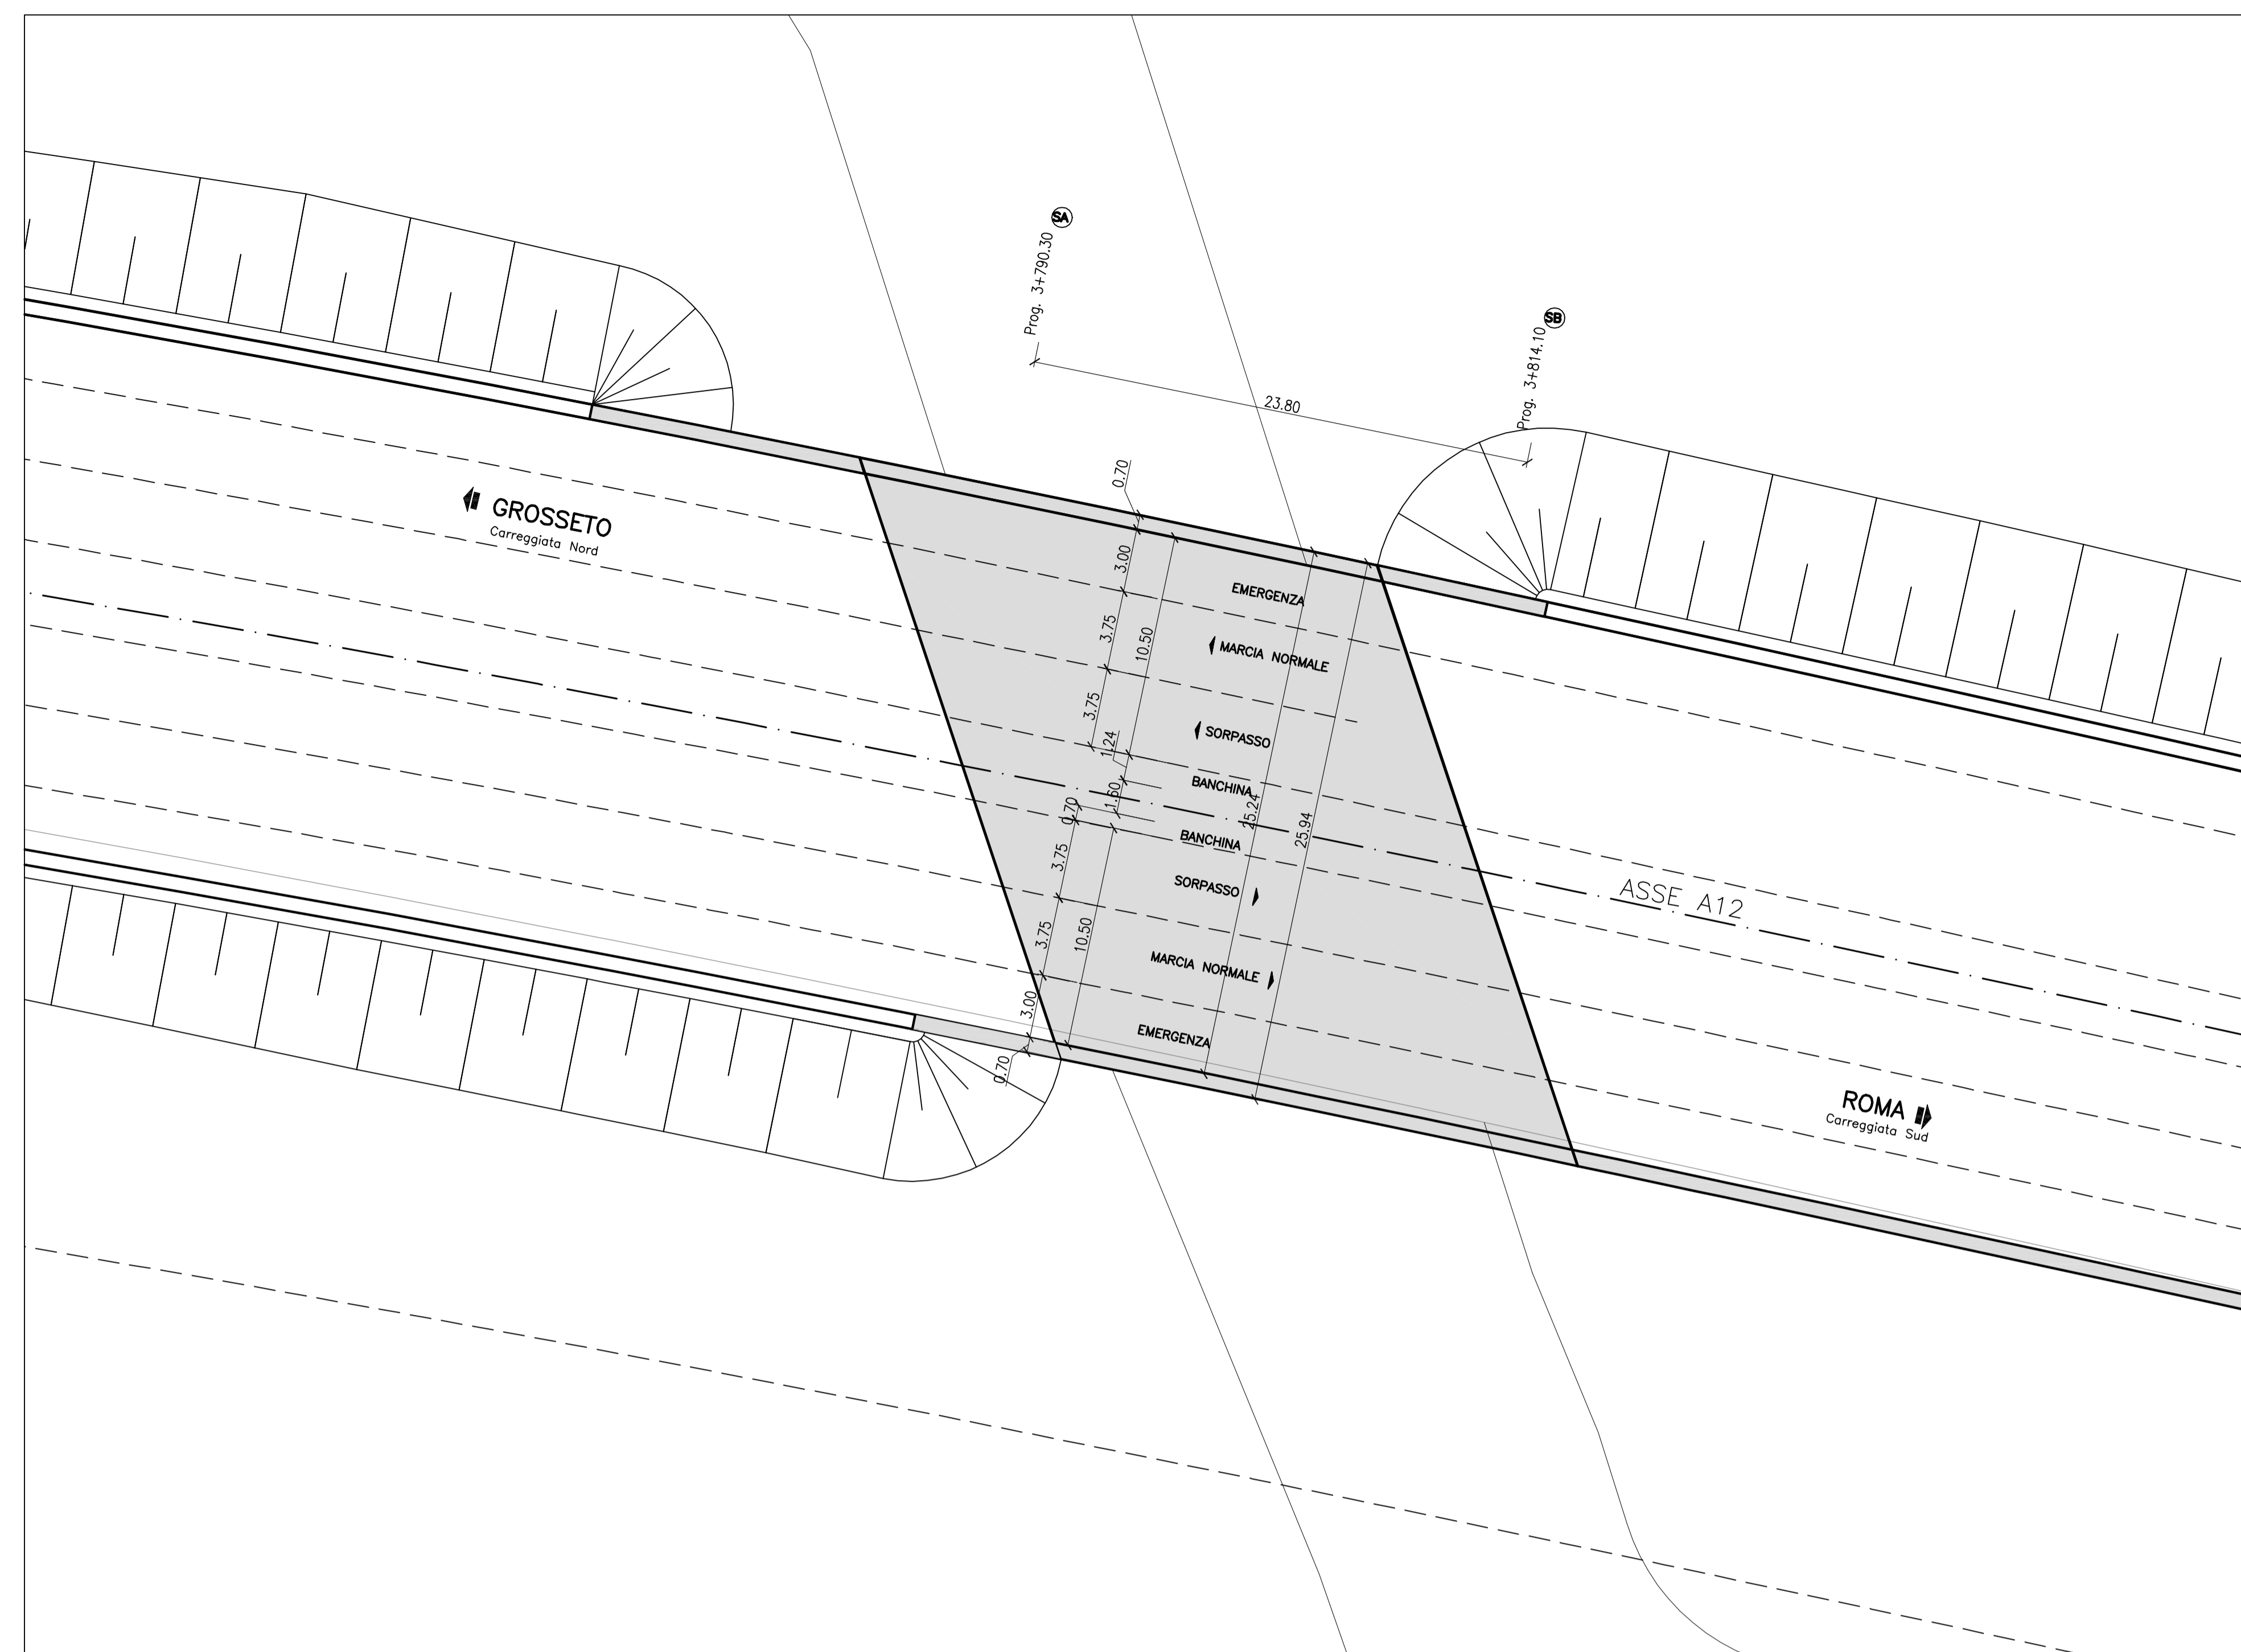 SA
Prog. 3+790.30
SB
Prog. 3+814.10
23.80
0.70
GROSSETO
Carreggiata Nord
3.00
EMERGENZA
3.75
10.50
MARCIA NORMALE
3.75
SORPASSO
1.24
BANCHINA
1.60
0.70
25.24
25.94
BANCHINA
3.75
SORPASSO
ASSE A12
3.75
10.50
MARCIA NORMALE
3.00
EMERGENZA
0.70
ROMA
Carreggiata Sud